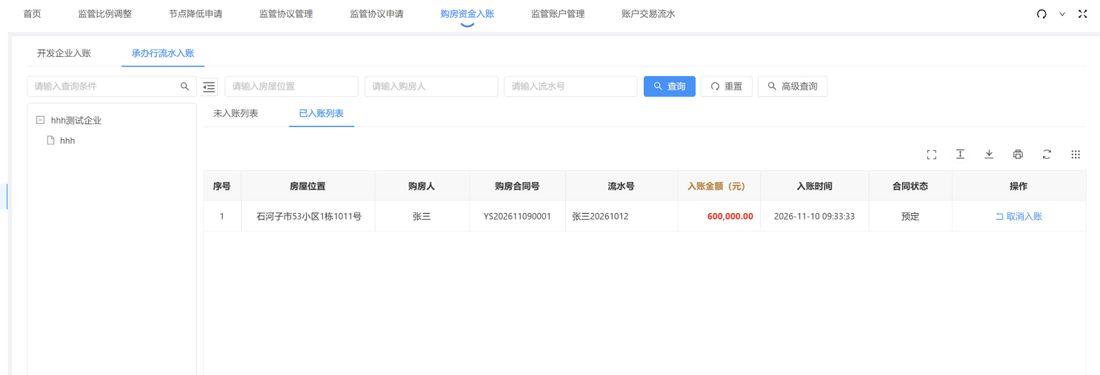 首页 监管比例调整 节点降低申请 监管协议管理 监管协议申请 购房资金入账 监管账户管理 账户交易流水
开发企业入账 承办行流水入账
请输入查询条件 请输入房屋位置 请输入购房人 请输入流水号 查询 重置 高级查询
hhh测试企业
hhh
未入账列表 已入账列表
序号 房屋位置 购房人 购房合同号 流水号 入账金额（元） 入账时间 合同状态 操作
1 石河子市53小区1栋1011号 张三 YS202611090001 张三20261012 600,000.00 2026-11-10 09:33:33 预定 取消入账